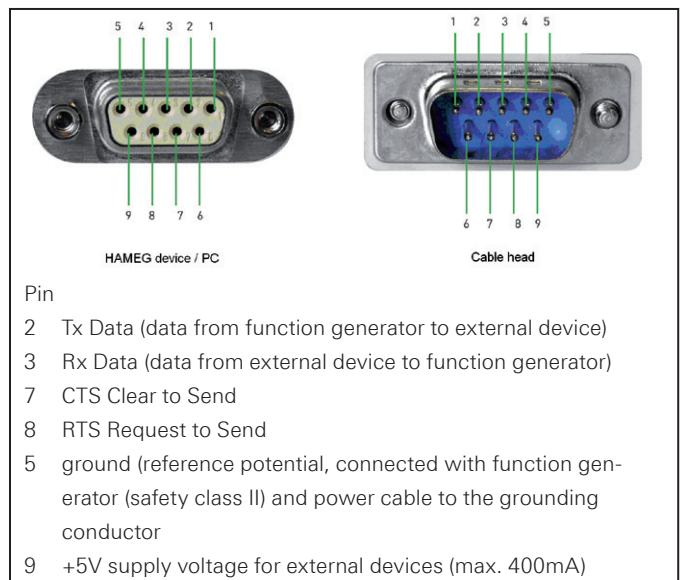 5 4 3 2 1
1 2 3 4 5
9 8 7 6
6 7 8 9
HAMEG device / PC
Cable head
Pin
2 Tx Data (data from function generator to external device)
3 Rx Data (data from external device to function generator)
7 CTS Clear to Send
8 RTS Request to Send
5 ground (reference potential, connected with function gen-
erator (safety class II) and power cable to the grounding
conductor
9 +5V supply voltage for external devices (max. 400mA)